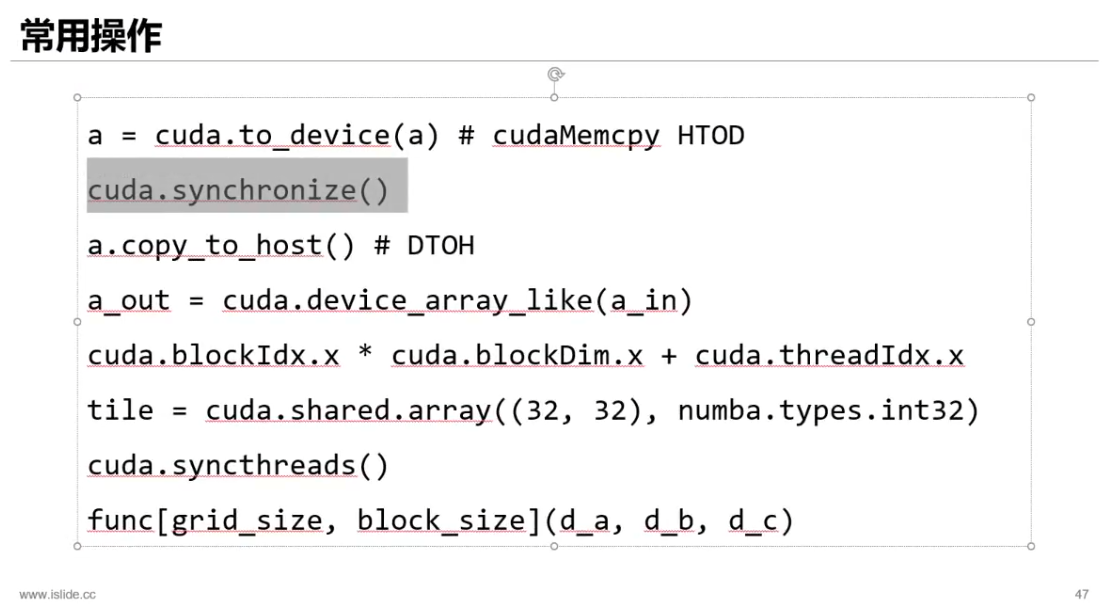 常用操作
a = cuda.to_device(a) # cudaMemcpy HTOD
cuda.synchronize()
a.copy_to_host() # DTOH
a_out = cuda.device_array_like(a_in)
cuda.blockIdx.x * cuda.blockDim.x + cuda.threadIdx.x
tile = cuda.shared.array((32, 32), numba.types.int32)
cuda.syncthreads()
func[grid_size, block_size](d_a, d_b, d_c)
www.islide.cc
47